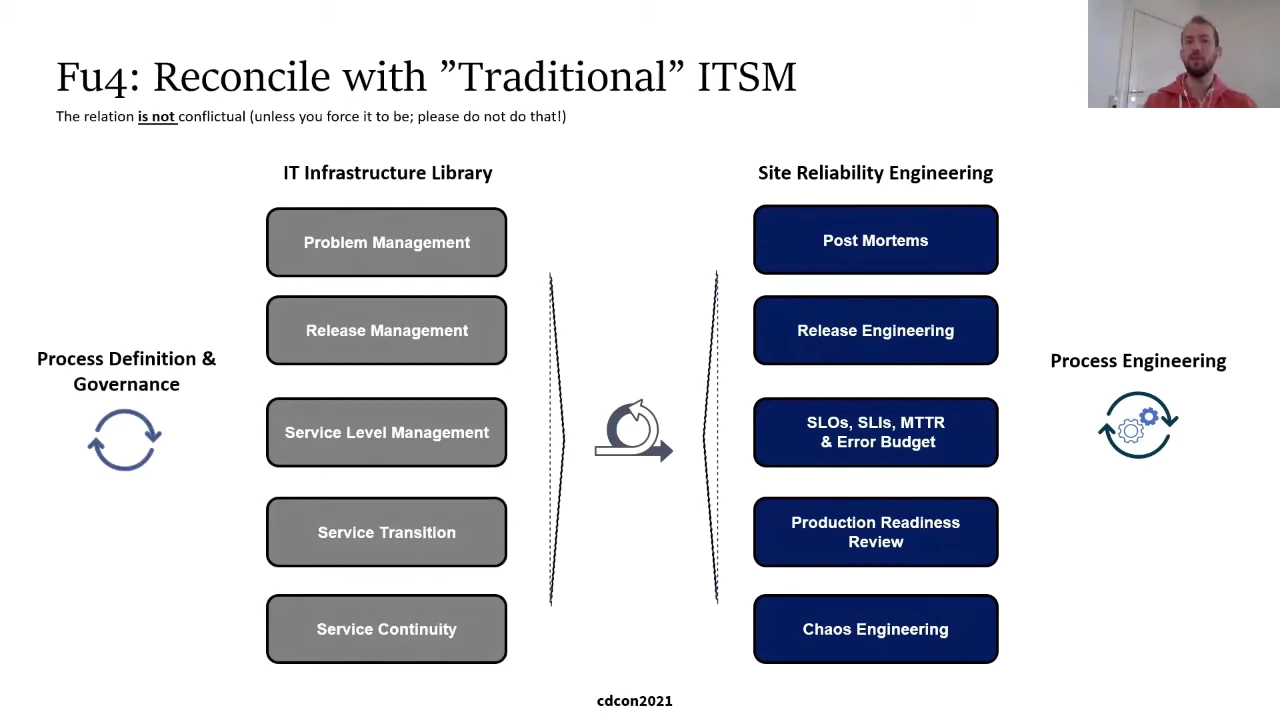 Fu4: Reconcile with ”Traditional” ITSM
The relation is not conflictual (unless you force it to be; please do not do that!)
IT Infrastructure Library
Site Reliability Engineering
Problem Management
Post Mortems
Release Management
Release Engineering
Process Definition &
Governance
Process Engineering
Service Level Management
SLOs, SLIs, MTTR
& Error Budget
Service Transition
Production Readiness
Review
Service Continuity
Chaos Engineering
cdcon2021